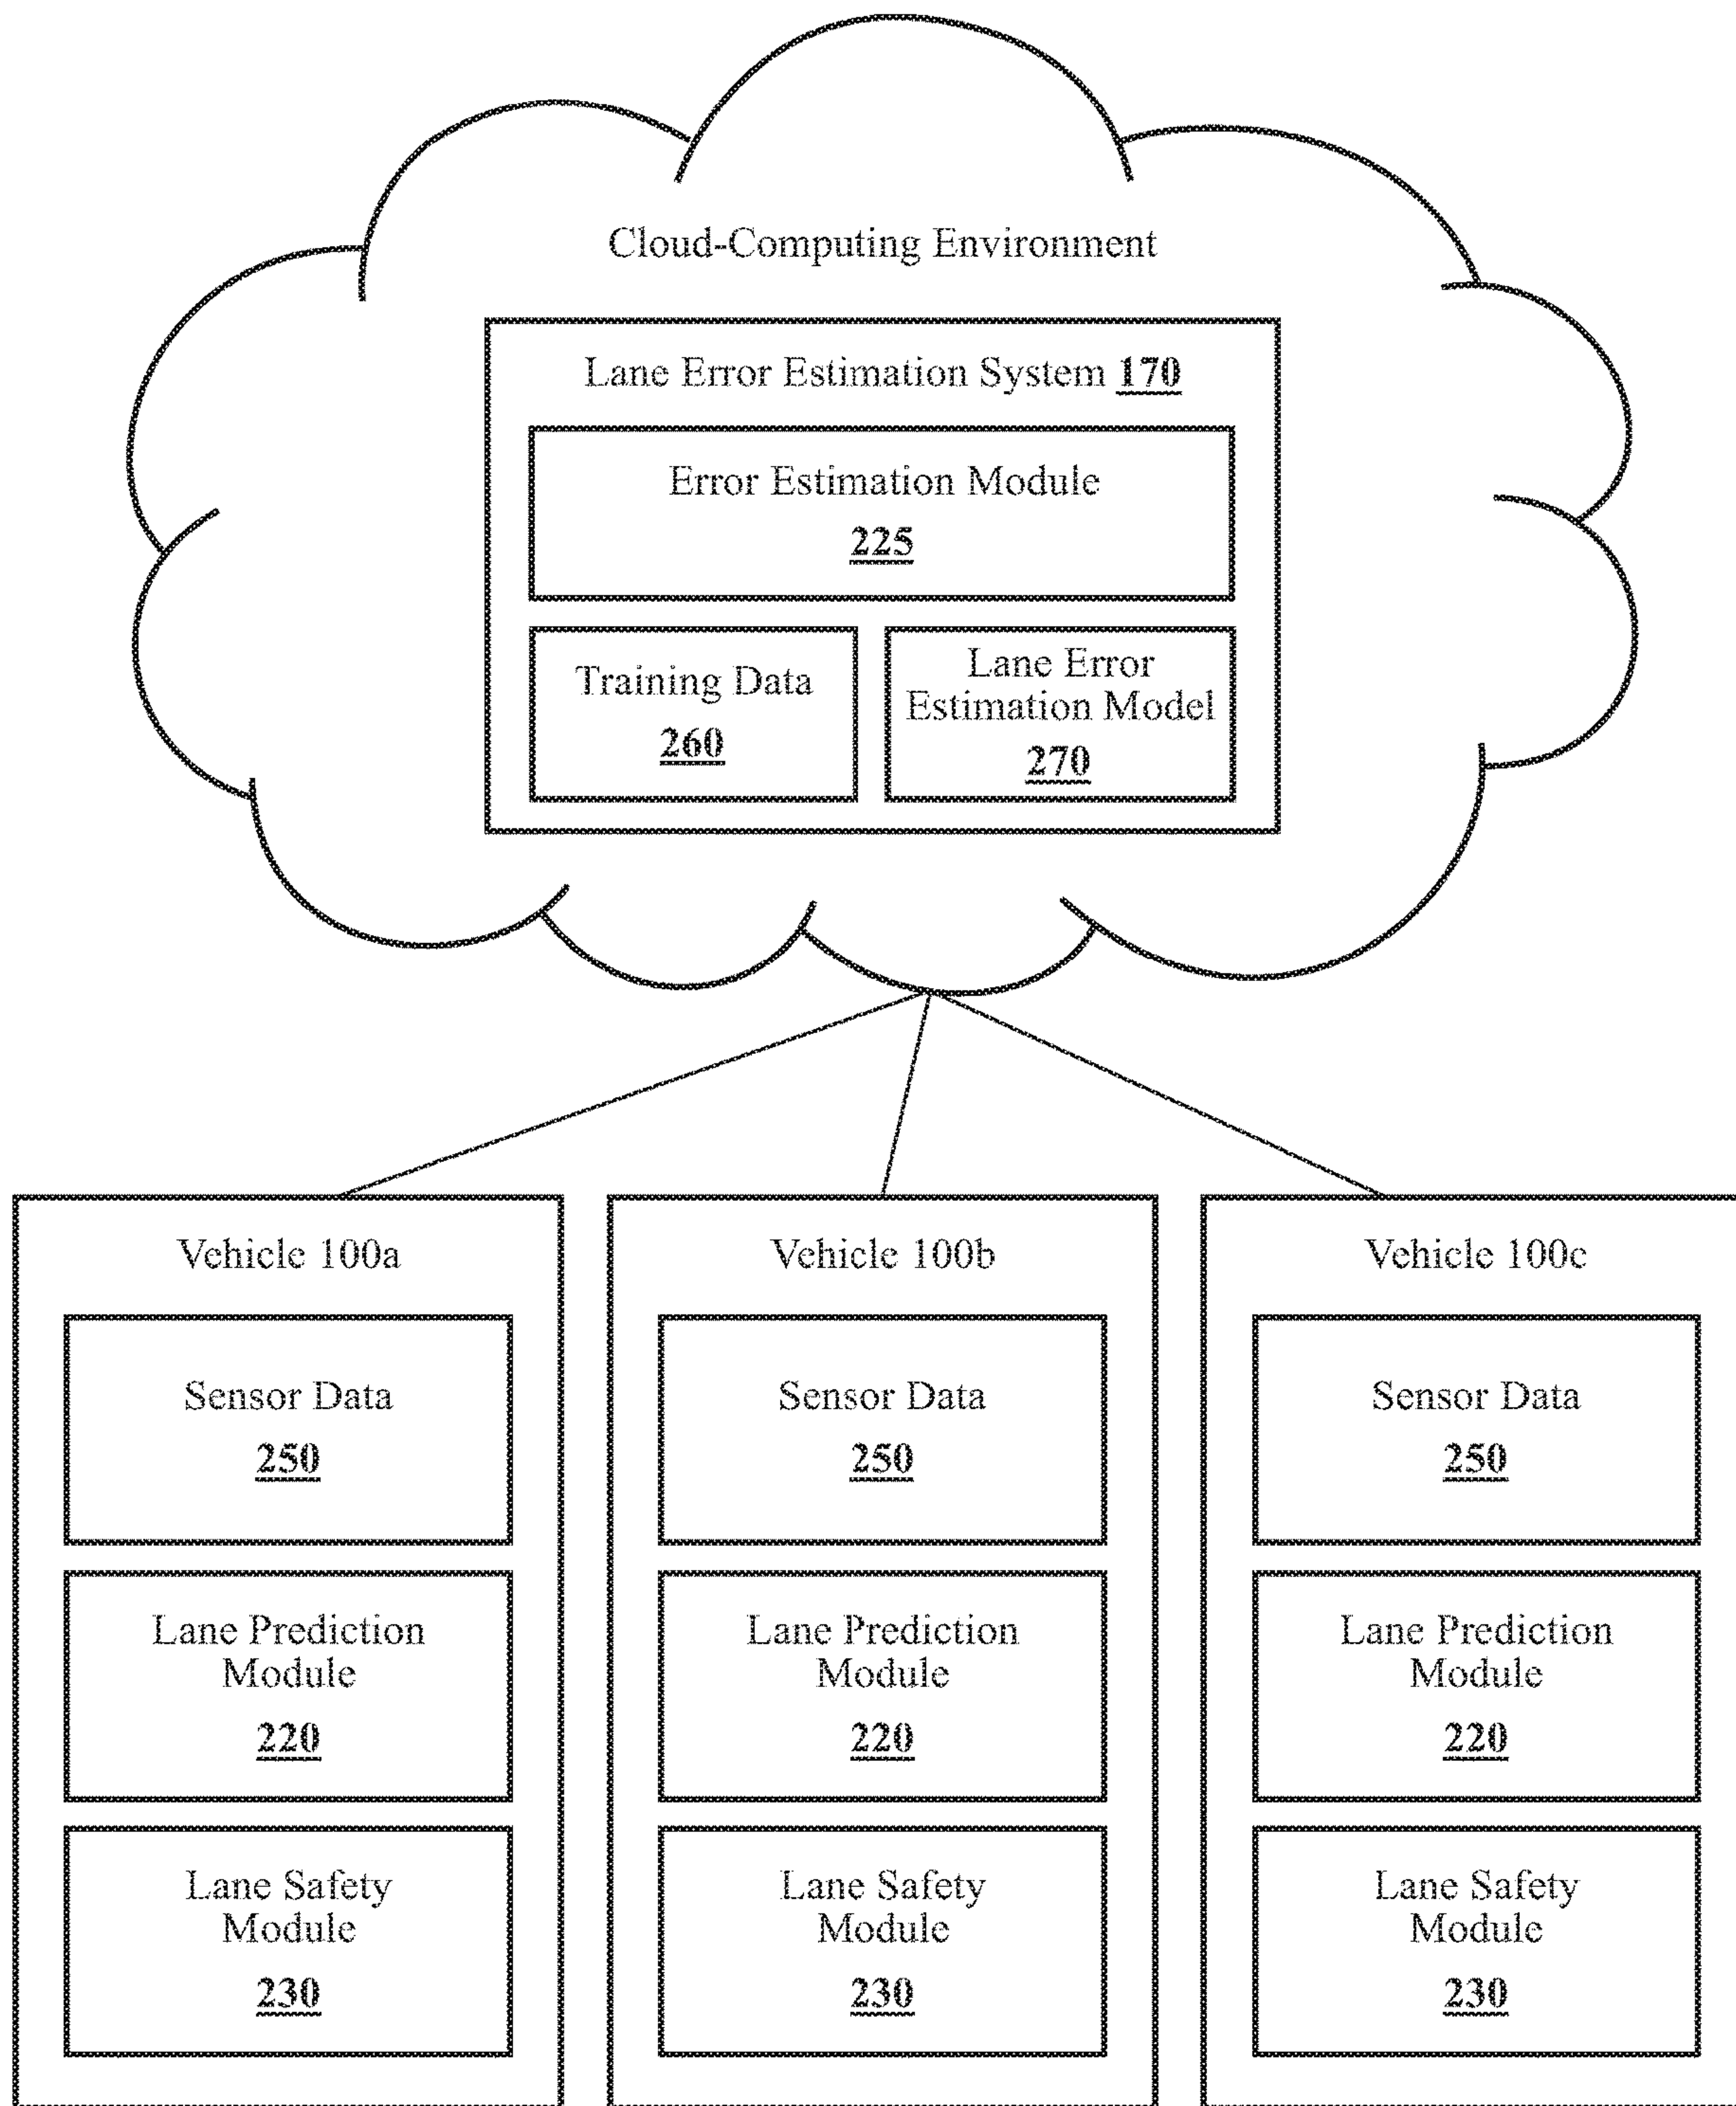 Cloud-Computing Environment
Lane Error Estimation System 170
Error Estimation Module
225
Training Data
260
Lane Error
Estimation Model
270
Vehicle 100a
Sensor Data
250
Lane Prediction
Module
220
Lane Safety
Module
230
Vehicle 100b
Sensor Data
250
Lane Prediction
Module
220
Lane Safety
Module
230
Vehicle 100c
Sensor Data
250
Lane Prediction
Module
220
Lane Safety
Module
230